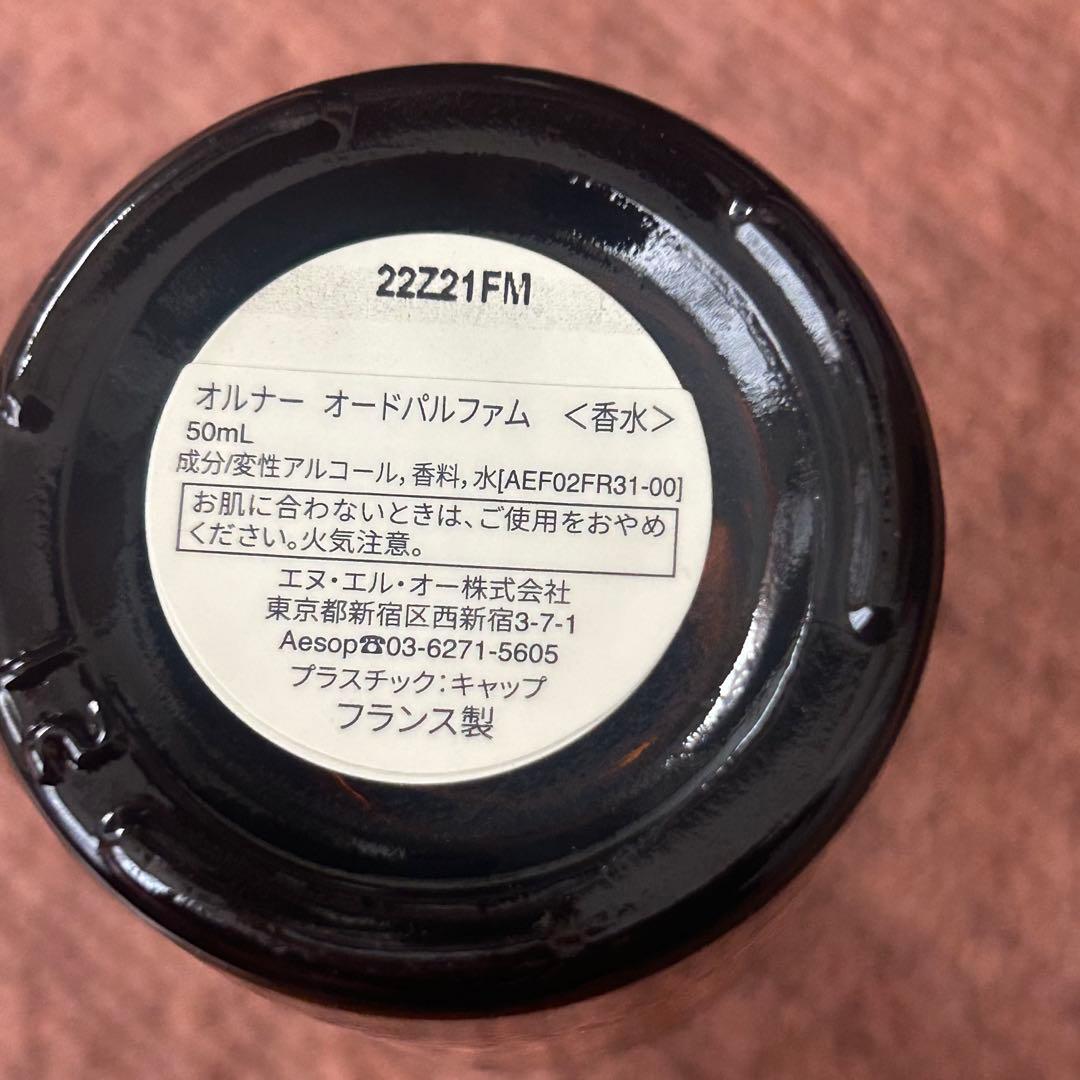 22Z21FM
オルナー オードパルファム <香水>
50mL
成分/変性アルコール, 香料, 水[AEF02FR31-00]
お肌に合わないときは、ご使用をおやめ
ください。火気注意。
エヌ・エル・オー株式会社
東京都新宿区西新宿3-7-1
Aesop☎03-6271-5605
プラスチック:キャップ
フランス製